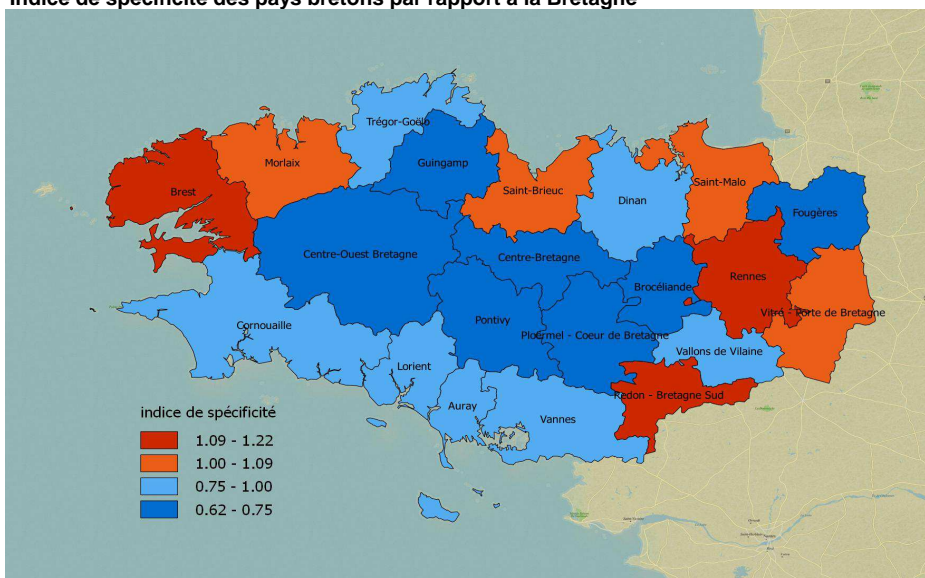 Indice de spécificité des pays bretons par rapport à la Bretagne
Trégor-Goëlo
Morlaix
Guingamp
Brest
Saint-Brieuc
Saint-Malo
Dinan
Fougères
Centre-Ouest Bretagne
Centre-Bretagne
Rennes
Brocéliande
Pontivy
Ploërmel - Coeur de Bretagne
Vitré - Porte de Bretagne
Cornouaille
Vallons de Vilaine
Lorient
Redon - Bretagne Sud
Auray
Vannes
indice de spécificité
1.09 - 1.22
1.00 - 1.09
0.75 - 1.00
0.62 - 0.75